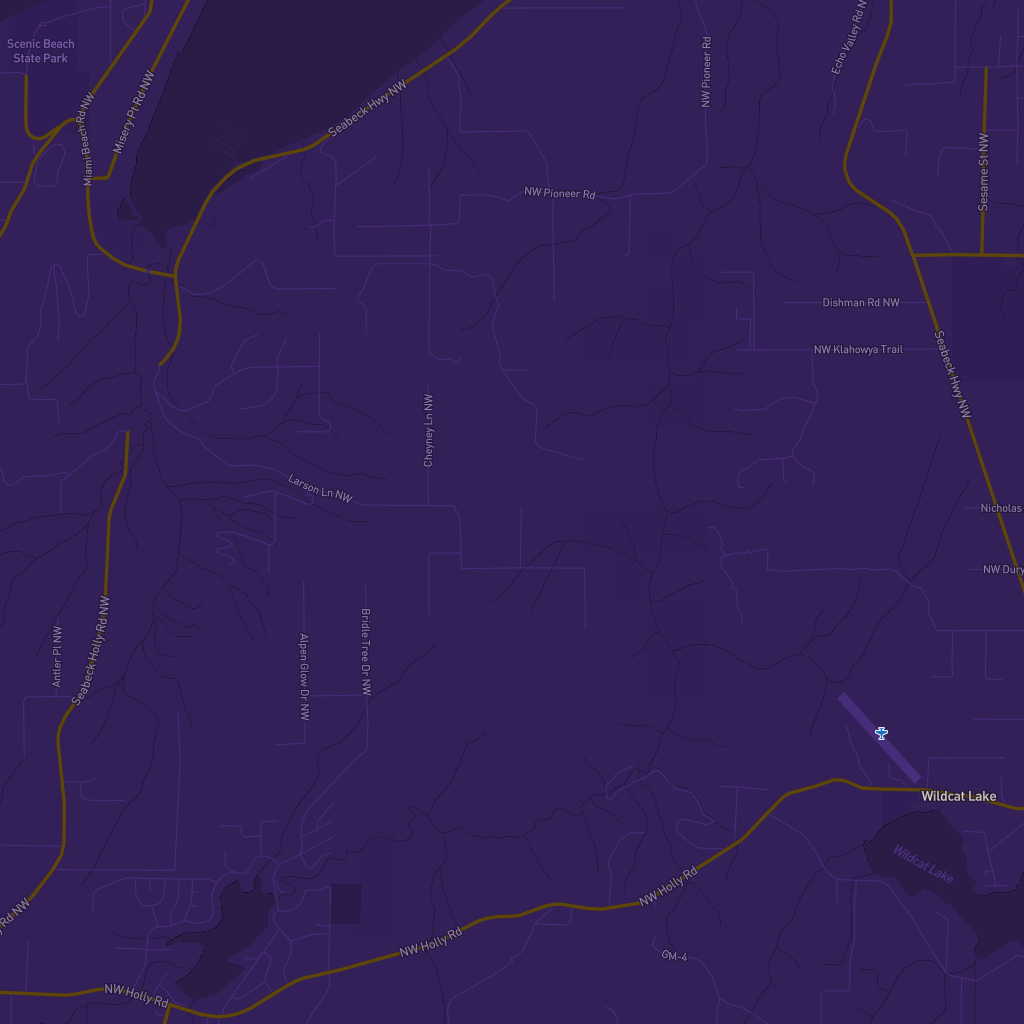 Scenic Beach
State Park
Miami Beach Rd NW
Misery Pt Rd NW
Seabeck Hwy NW
NW Pioneer Rd
Echo Valley Rd N
Sesame St NW
NW Pioneer Rd
Dishman Rd NW
NW Klahowya Trail
Seabeck Hwy NW
Cheyney Ln NW
Larson Ln NW
Nicholas
NW Dury
Antler Pl NW
Seabeck Holly Rd NW
Alpen Glow Dr NW
Bridle Tree Dr NW
Wildcat Lake
Wildcat Lake
NW Holly Rd
Rd NW
NW Holly Rd
GM-4
NW Holly Rd